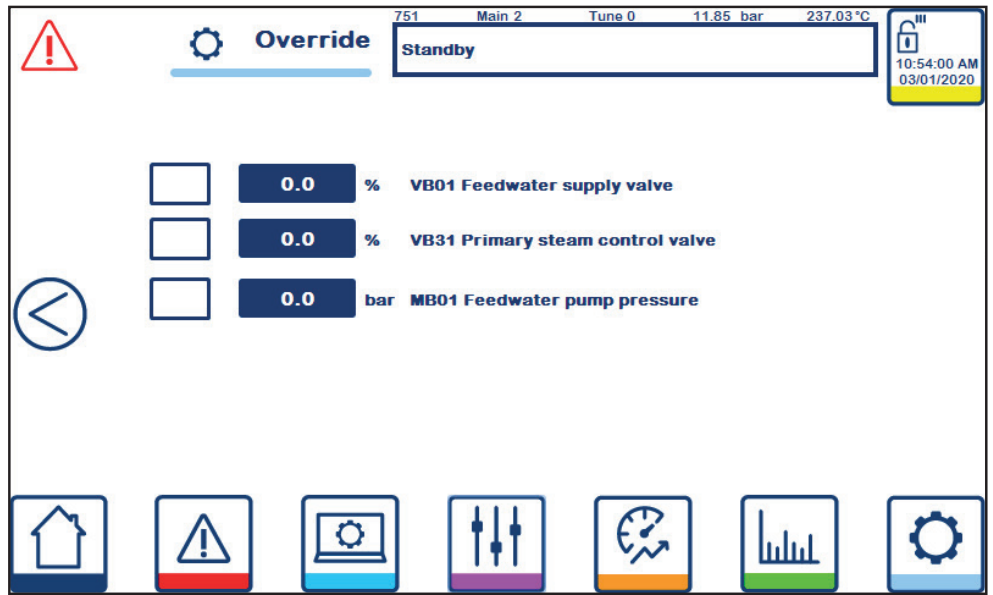 751 Main 2 Tune 0 11.85 bar 237.03 °C
Override
Standby
10:54:00 AM
03/01/2020
0.0 % VB01 Feedwater supply valve
0.0 % VB31 Primary steam control valve
0.0 bar MB01 Feedwater pump pressure